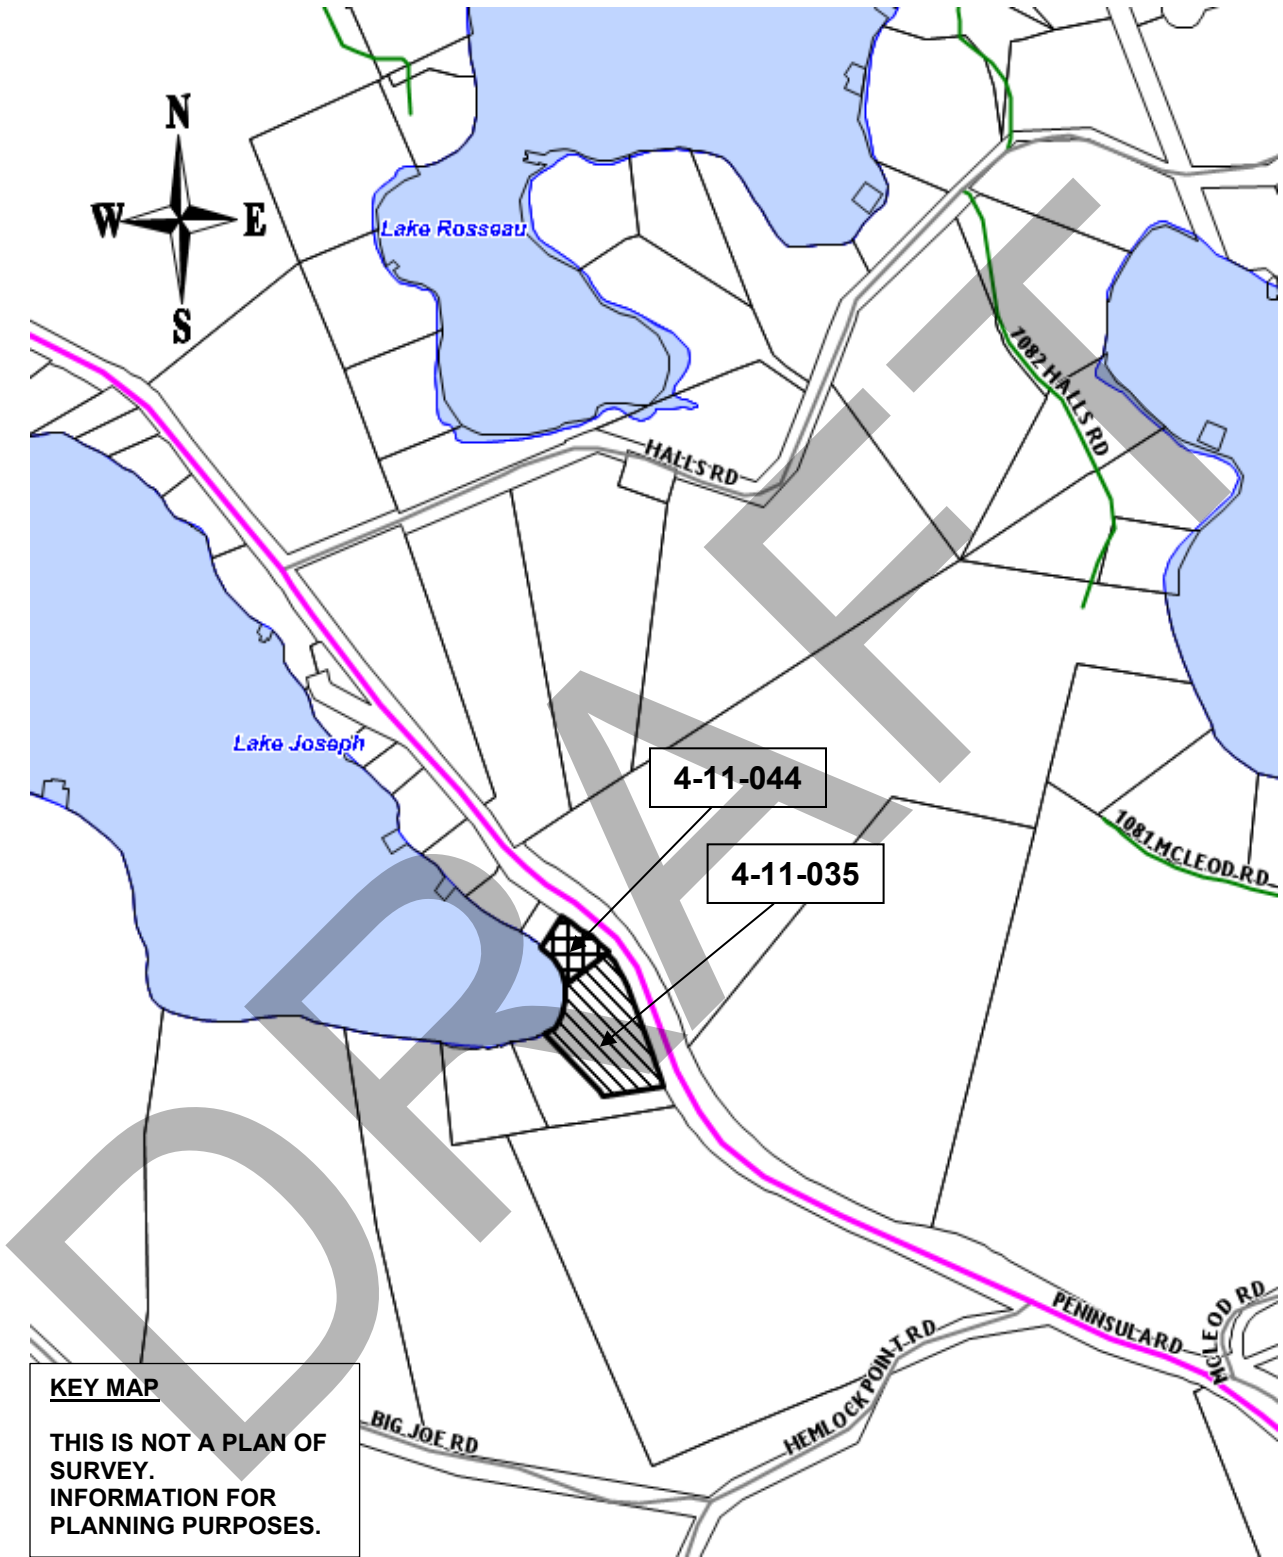 N
W E
S
Lake Rosseau
7082 HALLS RD
HALLS RD
Lake Joseph
4-11-044
4-11-035
7087 MCLEOD RD
PENINSULA RD
MCLEOD RD
HEMLOCK POINT RD
BIG JOE RD
KEY MAP
THIS IS NOT A PLAN OF
SURVEY.
INFORMATION FOR
PLANNING PURPOSES.
DRAFT